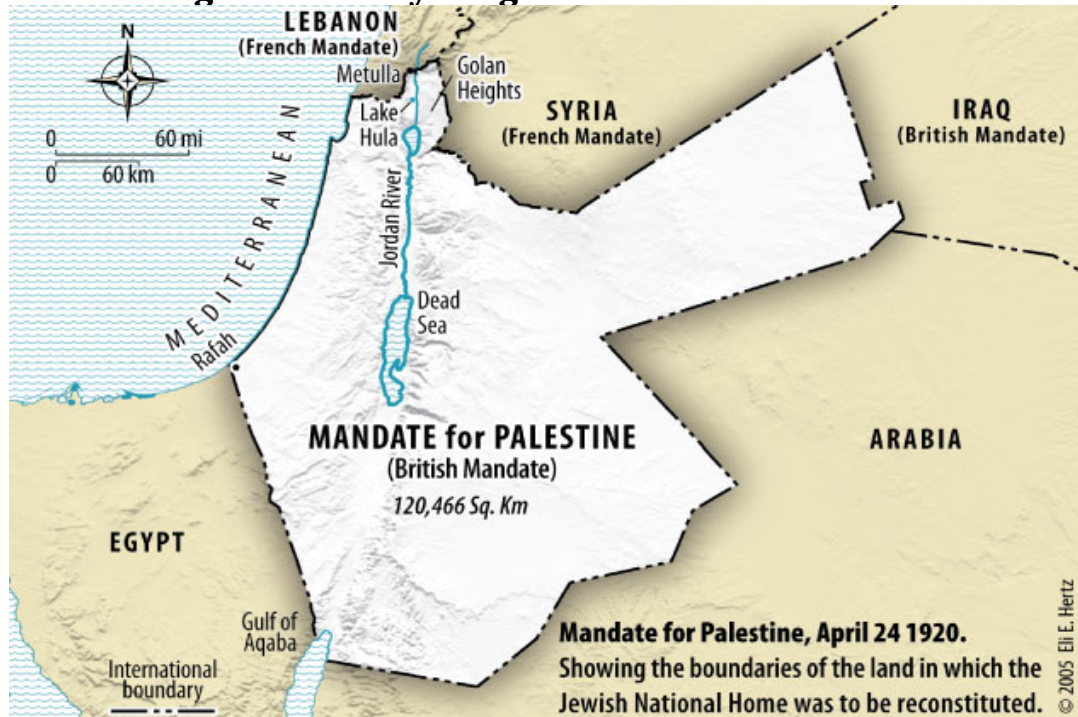 LEBANON
(French Mandate)
N
Metulla
Golan
Heights
Lake
Hula
SYRIA
(French Mandate)
IRAQ
(British Mandate)
0 60 mi
0 60 km
MEDITERRANEAN
Jordan River
Dead
Sea
Rafah
MANDATE for PALESTINE
(British Mandate)
120,466 Sq. Km
ARABIA
EGYPT
Gulf of
Aqaba
International
boundary
Mandate for Palestine, April 24 1920.
Showing the boundaries of the land in which the
Jewish National Home was to be reconstituted.
© 2005 Eli E. Hertz